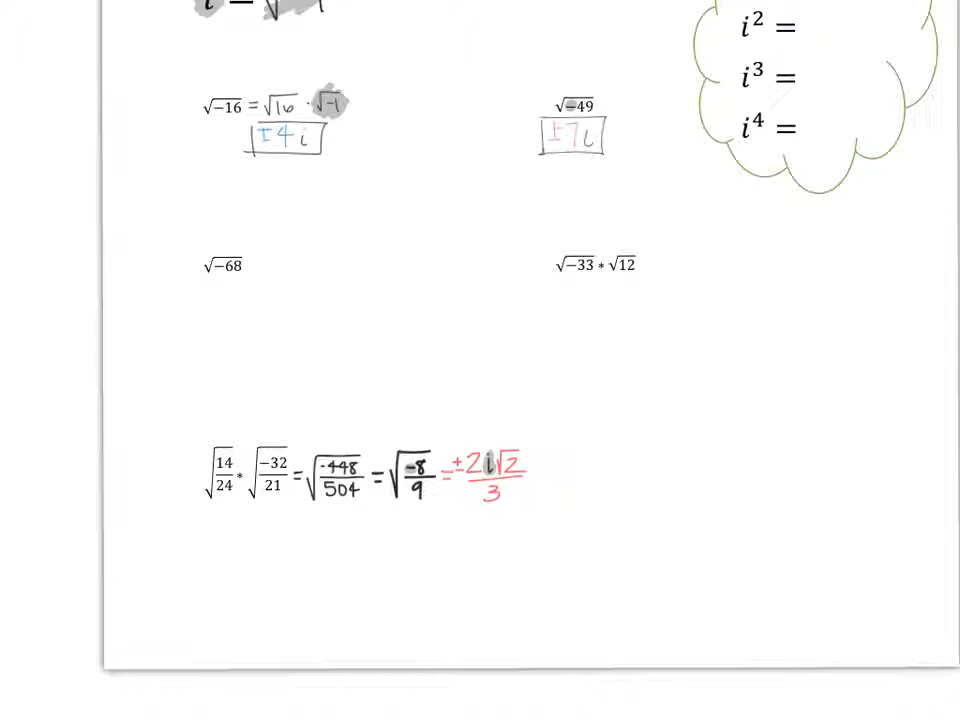 i = √-1
i² =
i³ =
i⁴ =
√-16 = √16 · √-1
±4i
√-49
±7i
√-68
√-33 * √12
√14/24 * √-32/21 = √-448/504 = √-8/9 = ±2i√2/3